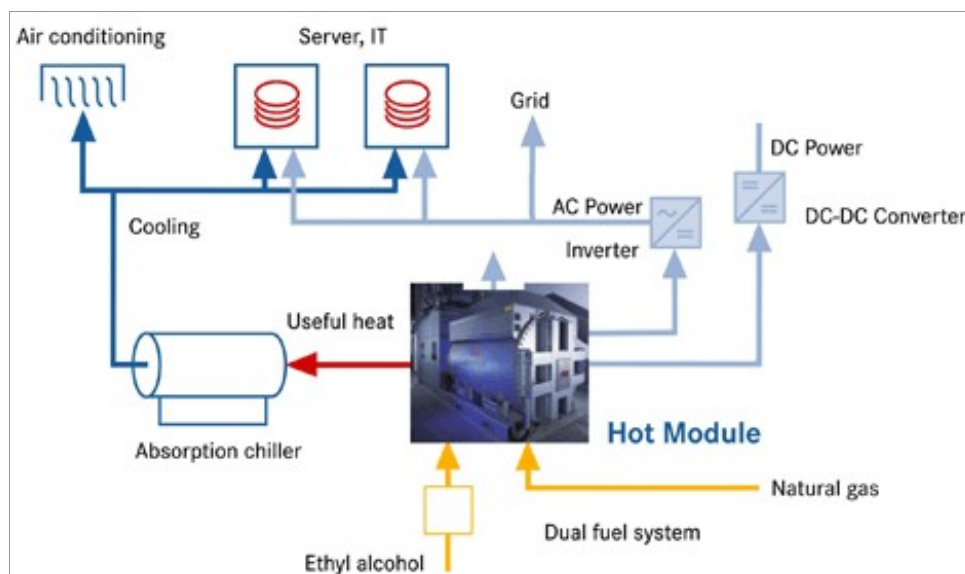 Air conditioning
Server, IT
Grid
DC Power
AC Power
DC-DC Converter
Cooling
Inverter
Useful heat
Hot Module
Absorption chiller
Natural gas
Dual fuel system
Ethyl alcohol